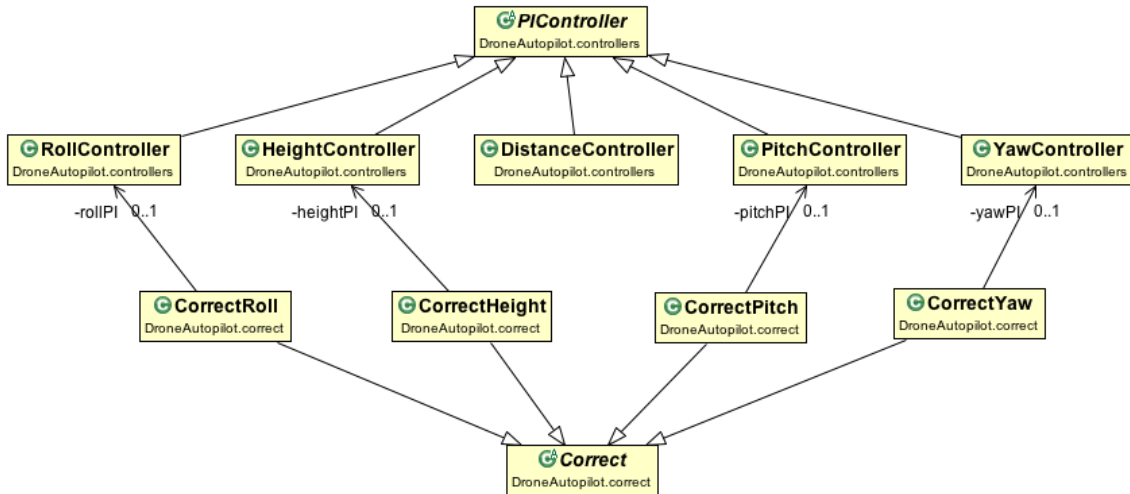 PIController
DroneAutopilot.controllers
RollController
DroneAutopilot.controllers
HeightController
DroneAutopilot.controllers
DistanceController
DroneAutopilot.controllers
PitchController
DroneAutopilot.controllers
YawController
DroneAutopilot.controllers
-rollPI 0..1
-heightPI 0..1
-pitchPI 0..1
-yawPI 0..1
CorrectRoll
DroneAutopilot.correct
CorrectHeight
DroneAutopilot.correct
CorrectPitch
DroneAutopilot.correct
CorrectYaw
DroneAutopilot.correct
Correct
DroneAutopilot.correct